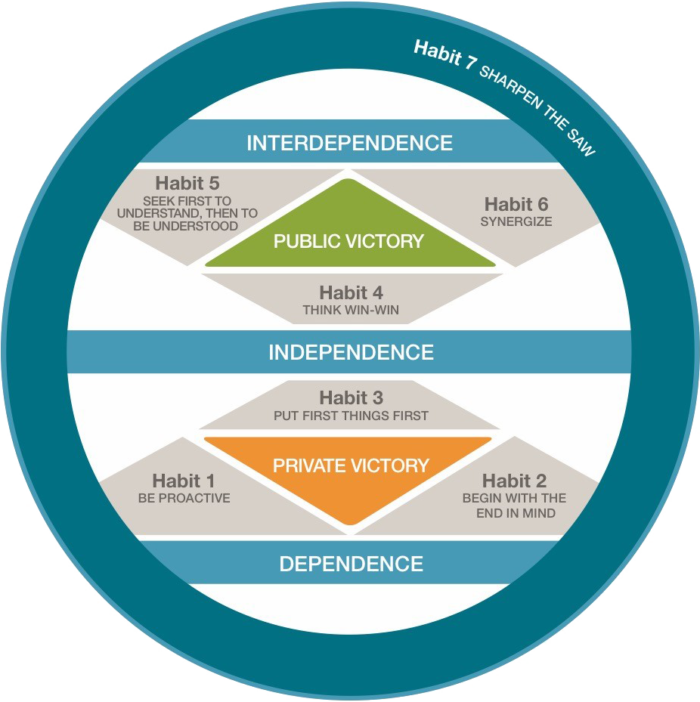 Habit 7 SHARPEN THE SAW
INTERDEPENDENCE
Habit 5
SEEK FIRST TO
UNDERSTAND, THEN TO
BE UNDERSTOOD
Habit 6
SYNERGIZE
PUBLIC VICTORY
Habit 4
THINK WIN-WIN
INDEPENDENCE
Habit 3
PUT FIRST THINGS FIRST
PRIVATE VICTORY
Habit 1
BE PROACTIVE
Habit 2
BEGIN WITH THE
END IN MIND
DEPENDENCE